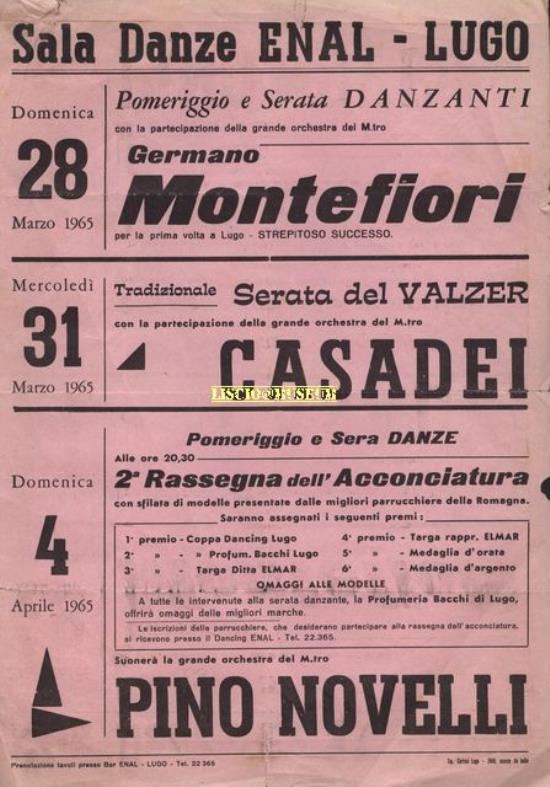 Sala Danze ENAL - LUGO
Domenica
28
Marzo 1965
Pomeriggio e Serata DANZANTI
con la partecipazione della grande orchestra del M.tro
Germano
Montefiori
per la prima volta a Lugo - STREPITOSO SUCCESSO.
Mercoledì
31
Marzo 1965
Tradizionale Serata del VALZER
con la partecipazione della grande orchestra del M.tro
CASADEI
Domenica
4
Aprile 1965
Pomeriggio e Sera DANZE
Alle ore 20,30
2ª Rassegna dell'Acconciatura
con sfilata di modelle presentate dalle migliori parrucchiere della Romagna.
Saranno assegnati i seguenti premi:
1° premio - Coppa Dancing Lugo
2° » - » Profum. Bacchi Lugo
3° » - Targa Ditta ELMAR
4° premio - Targa rappr. ELMAR
5° » - Medaglia d'orata
6° » - Medaglia d'argento
OMAGGI ALLE MODELLE
A tutte le intervenute alla serata danzante, la Profumeria Bacchi di Lugo,
offrirà omaggi delle migliori marche.
Le iscrizioni delle parrucchiere, che desiderano partecipare alla rassegna dell'acconciatura,
si ricevono presso il Dancing ENAL - Tel. 22.365.
Suonerà la grande orchestra del M.tro
PINO NOVELLI
Prenotazione tavoli presso Bar ENAL - LUGO - Tel. 22 365